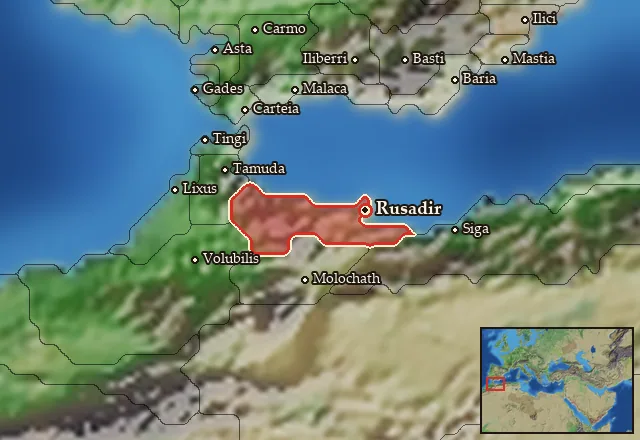 Ilici
Carmo
Asta
Iliberri
Basti
Mastia
Baria
Gades
Malaca
Carteia
Tingi
Tamuda
Lixus
Rusadir
Siga
Volubilis
Molochath